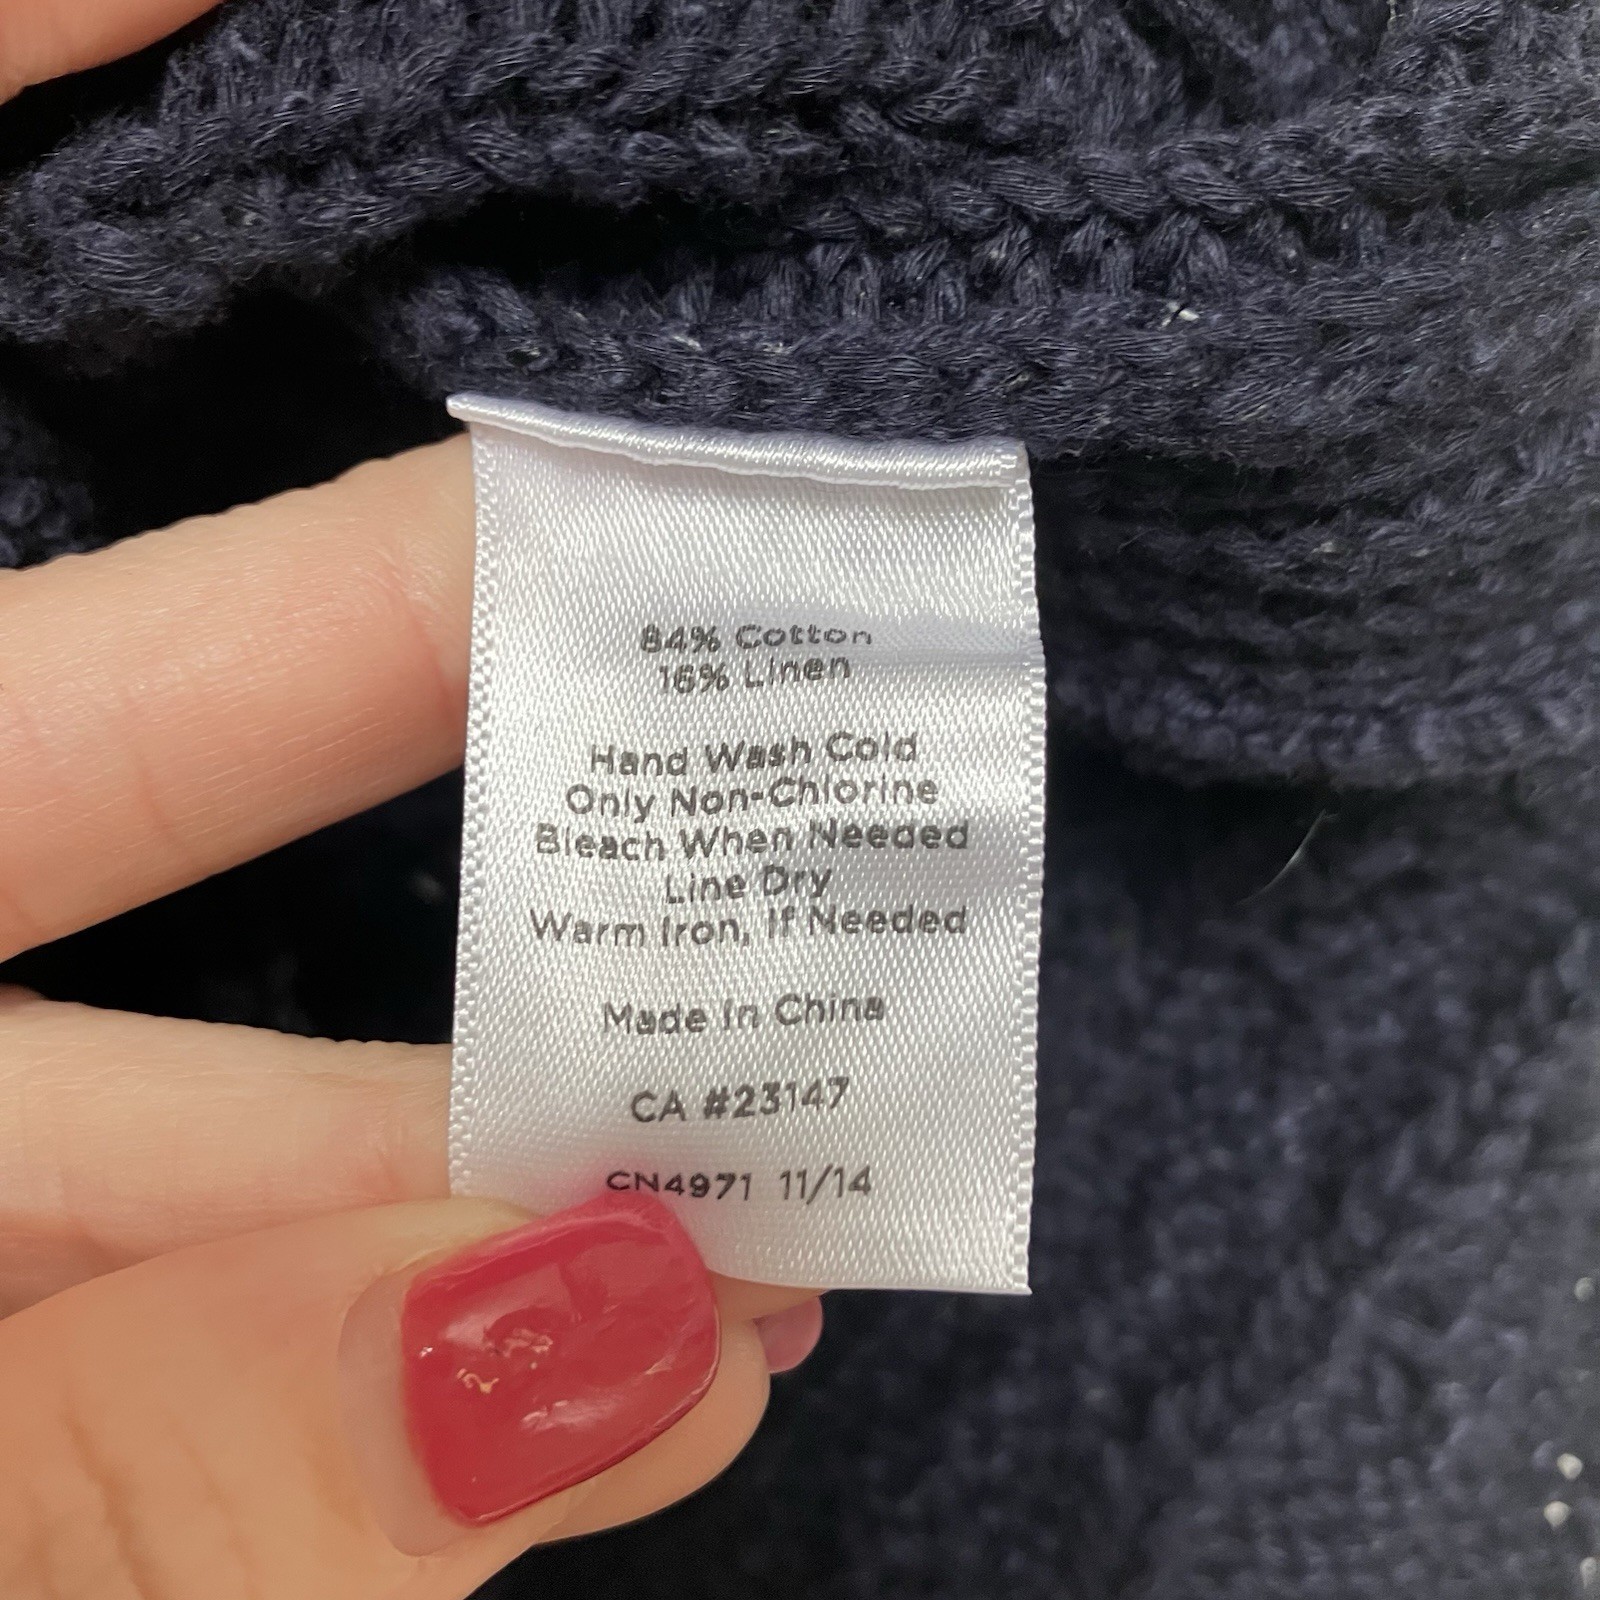 84% Cotton
16% Linen
Hand Wash Cold
Only Non-Chlorine
Bleach When Needed
Line Dry
Warm Iron, If Needed
Made In China
CA #23147
CN4971 11/14